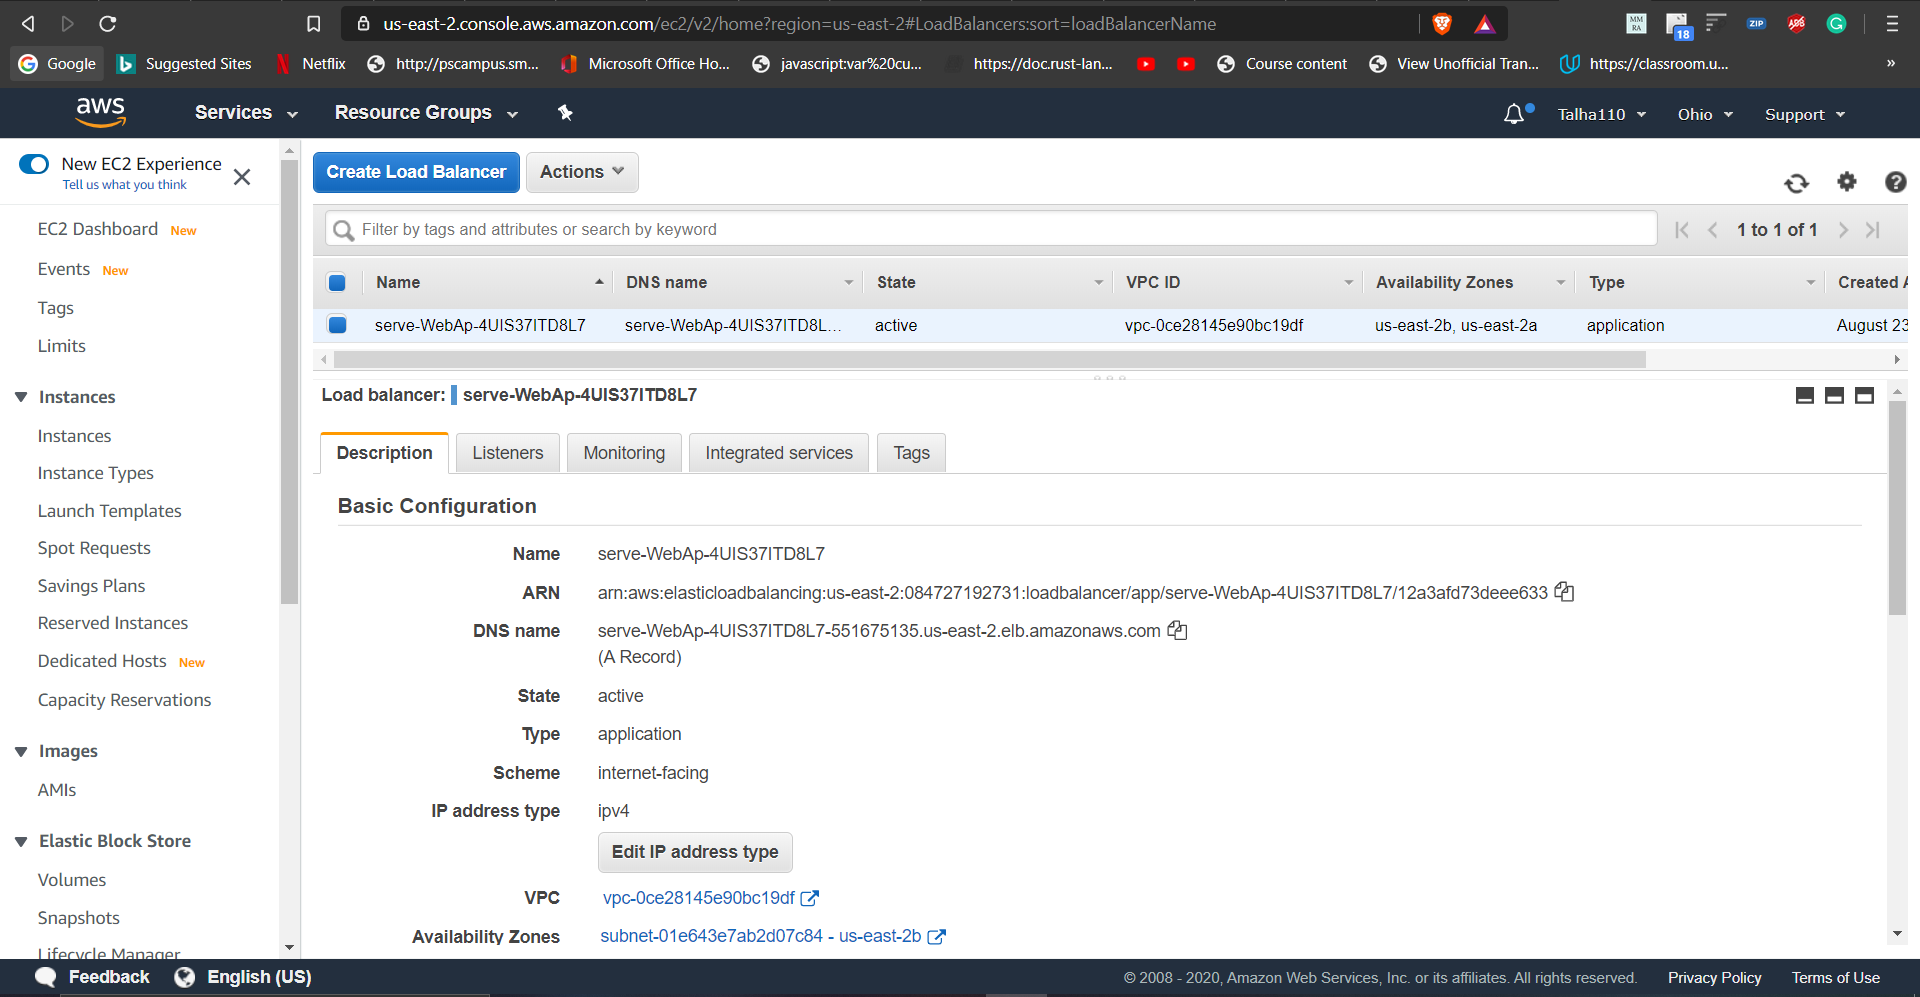 us-east-2.console.aws.amazon.com/ec2/v2/home?region=us-east-2#LoadBalancers:sort=loadBalancerName
MM RA
18
ZIP
ABS
G
Google
Suggested Sites
Netflix
http://pscampus.sm...
Microsoft Office Ho...
javascript:var%20cu...
https://doc.rust-lan...
Course content
View Unofficial Tran...
https://classroom.u...
»
aws
Services
Resource Groups
Talha110
Ohio
Support
New EC2 Experience
Tell us what you think
EC2 Dashboard New
Events New
Tags
Limits
Instances
Instances
Instance Types
Launch Templates
Spot Requests
Savings Plans
Reserved Instances
Dedicated Hosts New
Capacity Reservations
Images
AMIs
Elastic Block Store
Volumes
Snapshots
Lifecycle Manager
Create Load Balancer
Actions
Filter by tags and attributes or search by keyword
1 to 1 of 1
Name DNS name State VPC ID Availability Zones Type Created A
serve-WebAp-4UIS37ITD8L7 serve-WebAp-4UIS37ITD8L... active vpc-0ce28145e90bc19df us-east-2b, us-east-2a application August 23
Load balancer: serve-WebAp-4UIS37ITD8L7
Description Listeners Monitoring Integrated services Tags
Basic Configuration
Name serve-WebAp-4UIS37ITD8L7
ARN arn:aws:elasticloadbalancing:us-east-2:084727192731:loadbalancer/app/serve-WebAp-4UIS37ITD8L7/12a3afd73deee633
DNS name serve-WebAp-4UIS37ITD8L7-551675135.us-east-2.elb.amazonaws.com
(A Record)
State active
Type application
Scheme internet-facing
IP address type ipv4
Edit IP address type
VPC vpc-0ce28145e90bc19df
Availability Zones subnet-01e643e7ab2d07c84 - us-east-2b
Feedback
English (US)
© 2008 - 2020, Amazon Web Services, Inc. or its affiliates. All rights reserved.
Privacy Policy
Terms of Use